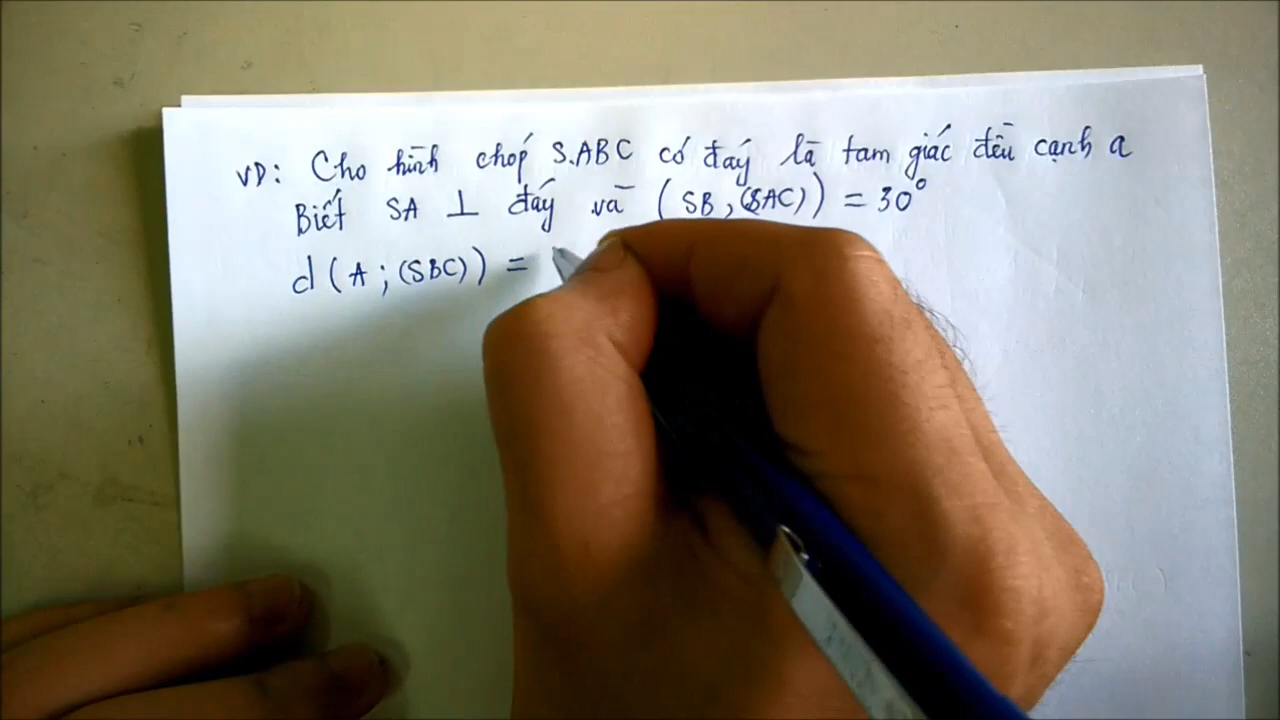 VD: Cho hình chóp S.ABC có đáy là tam giác đều cạnh a
Biết SA ⊥ đáy và (SB, (SAC)) = 30°
d (A ; (SBC)) =